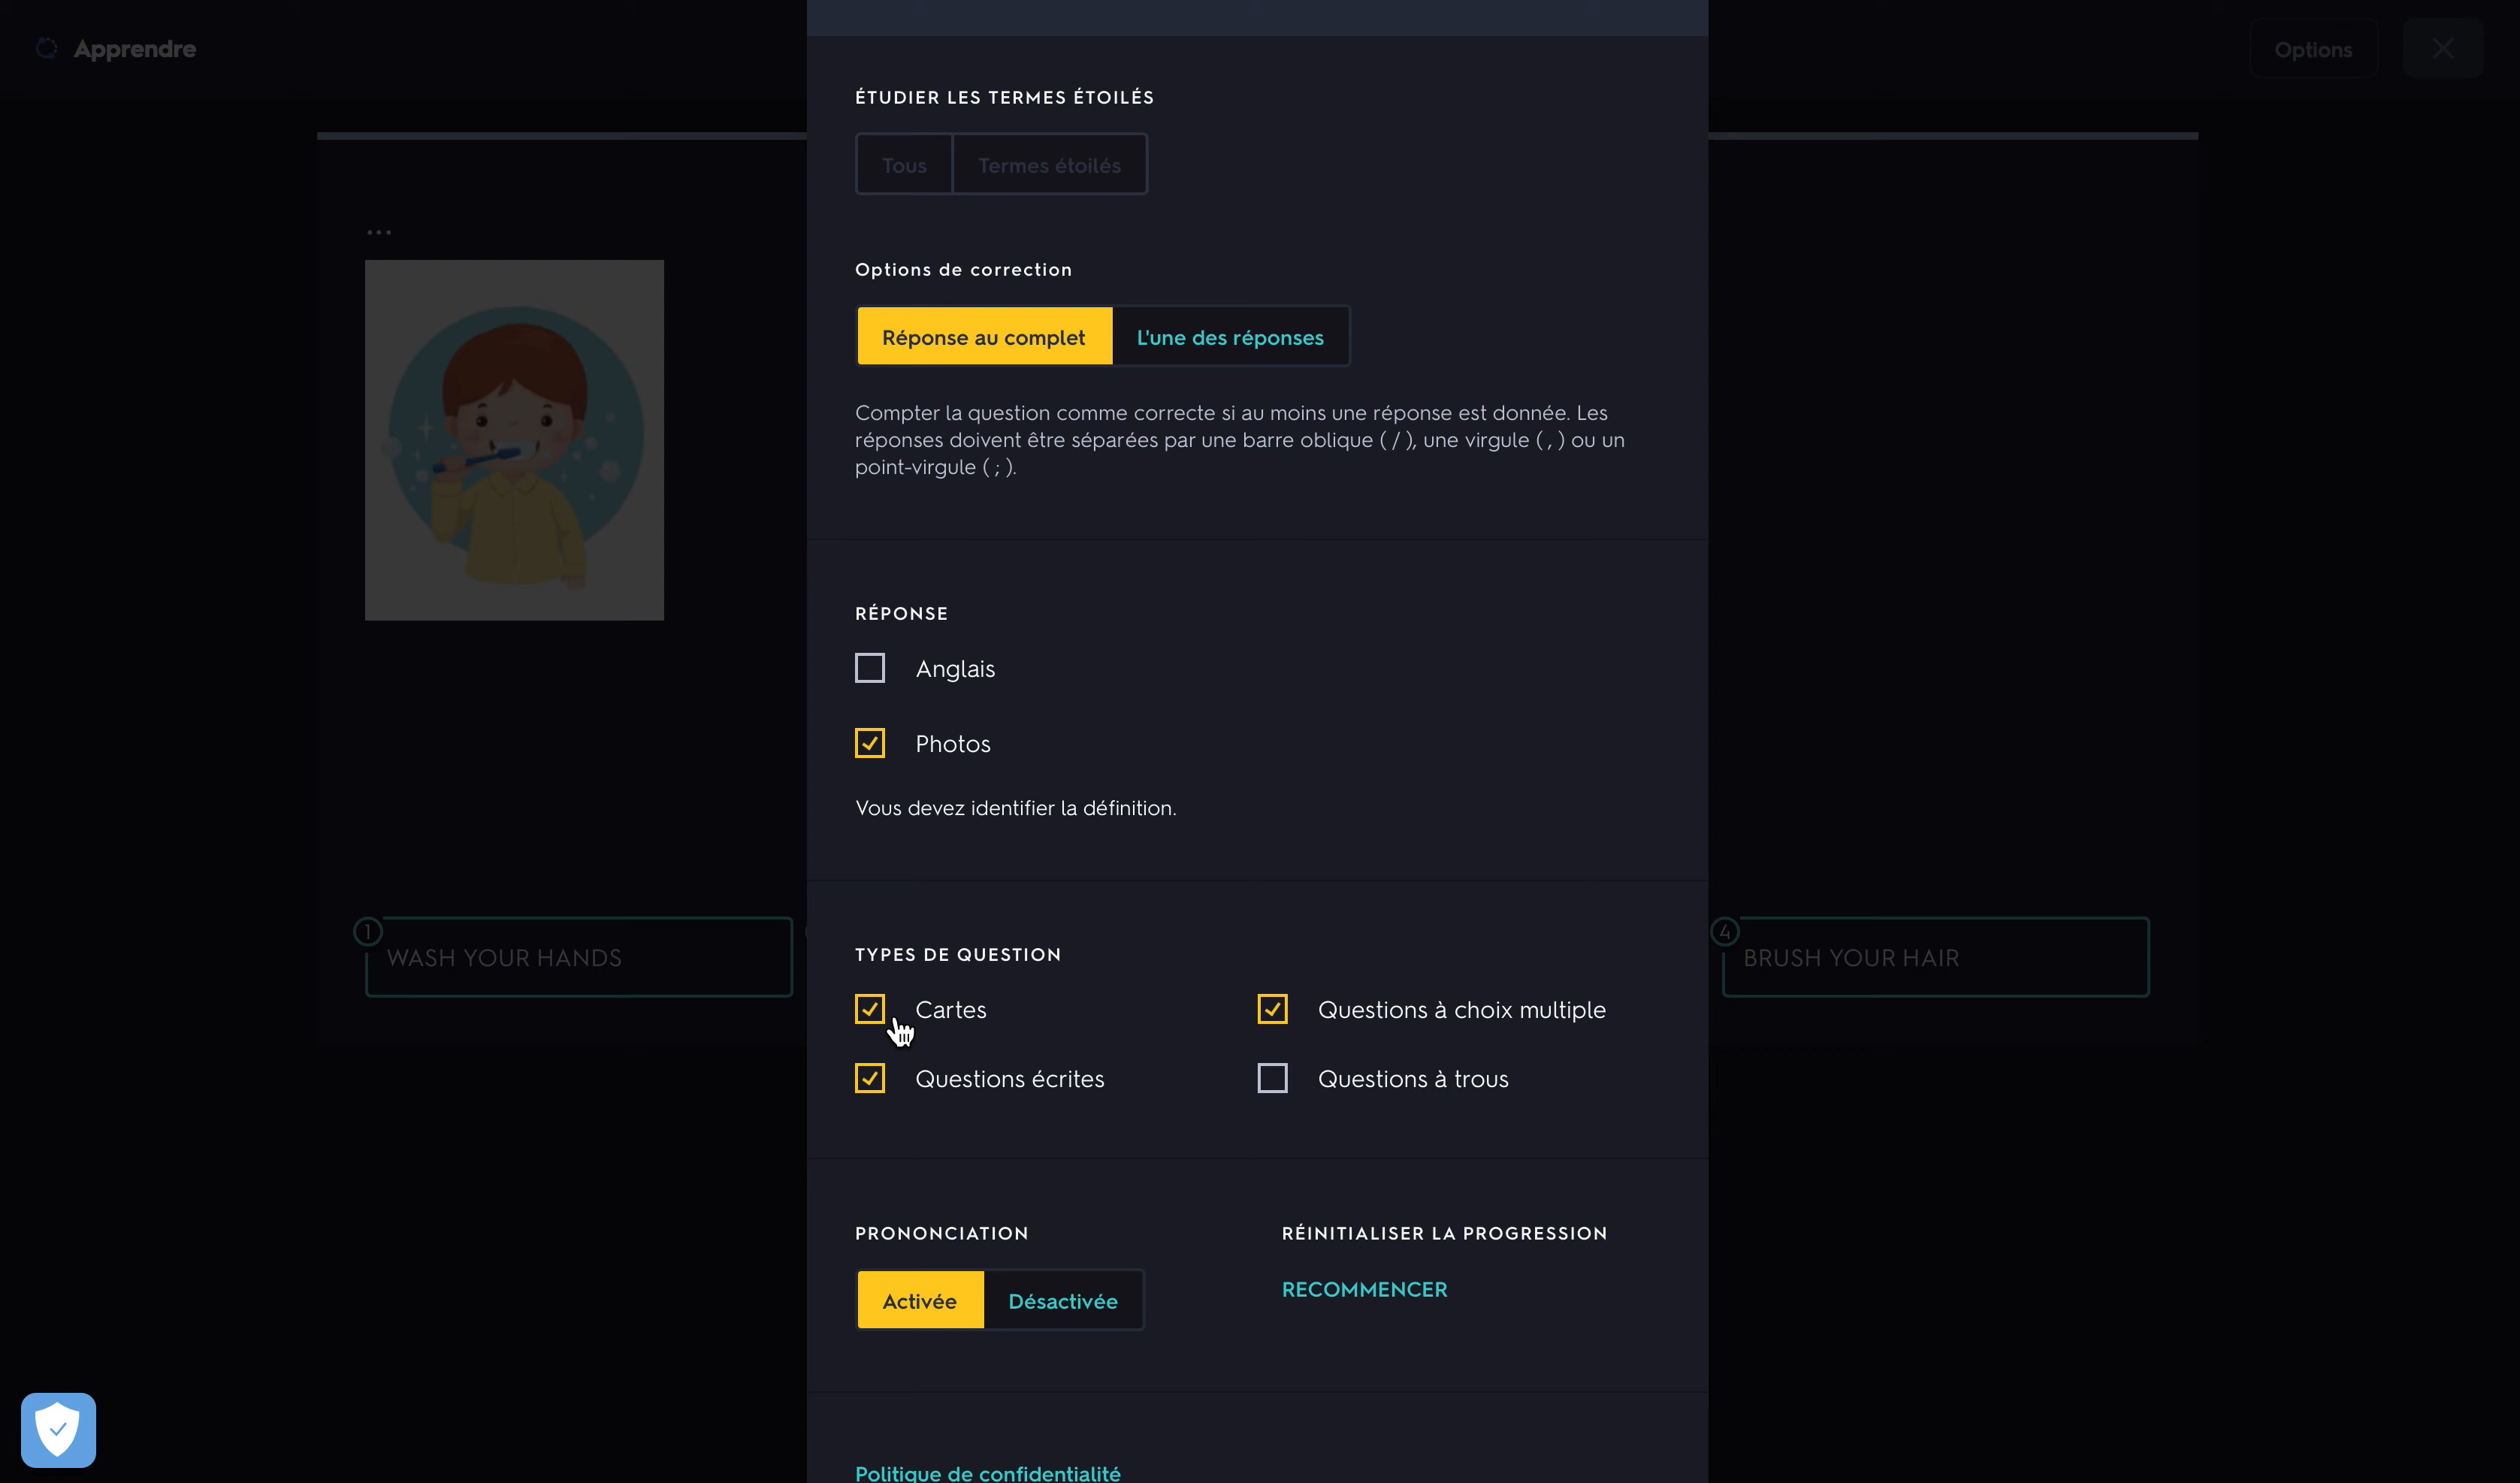 Apprendre
Options
ÉTUDIER LES TERMES ÉTOILÉS
Tous
Termes étoilés
...
Options de correction
Réponse au complet
L'une des réponses
Compter la question comme correcte si au moins une réponse est donnée. Les
réponses doivent être séparées par une barre oblique ( / ), une virgule ( , ) ou un
point-virgule ( ; ).
RÉPONSE
Anglais
Photos
Vous devez identifier la définition.
1
WASH YOUR HANDS
4
BRUSH YOUR HAIR
TYPES DE QUESTION
Cartes
Questions à choix multiple
Questions écrites
Questions à trous
PRONONCIATION
RÉINITIALISER LA PROGRESSION
Activée
Désactivée
RECOMMENCER
Politique de confidentialité